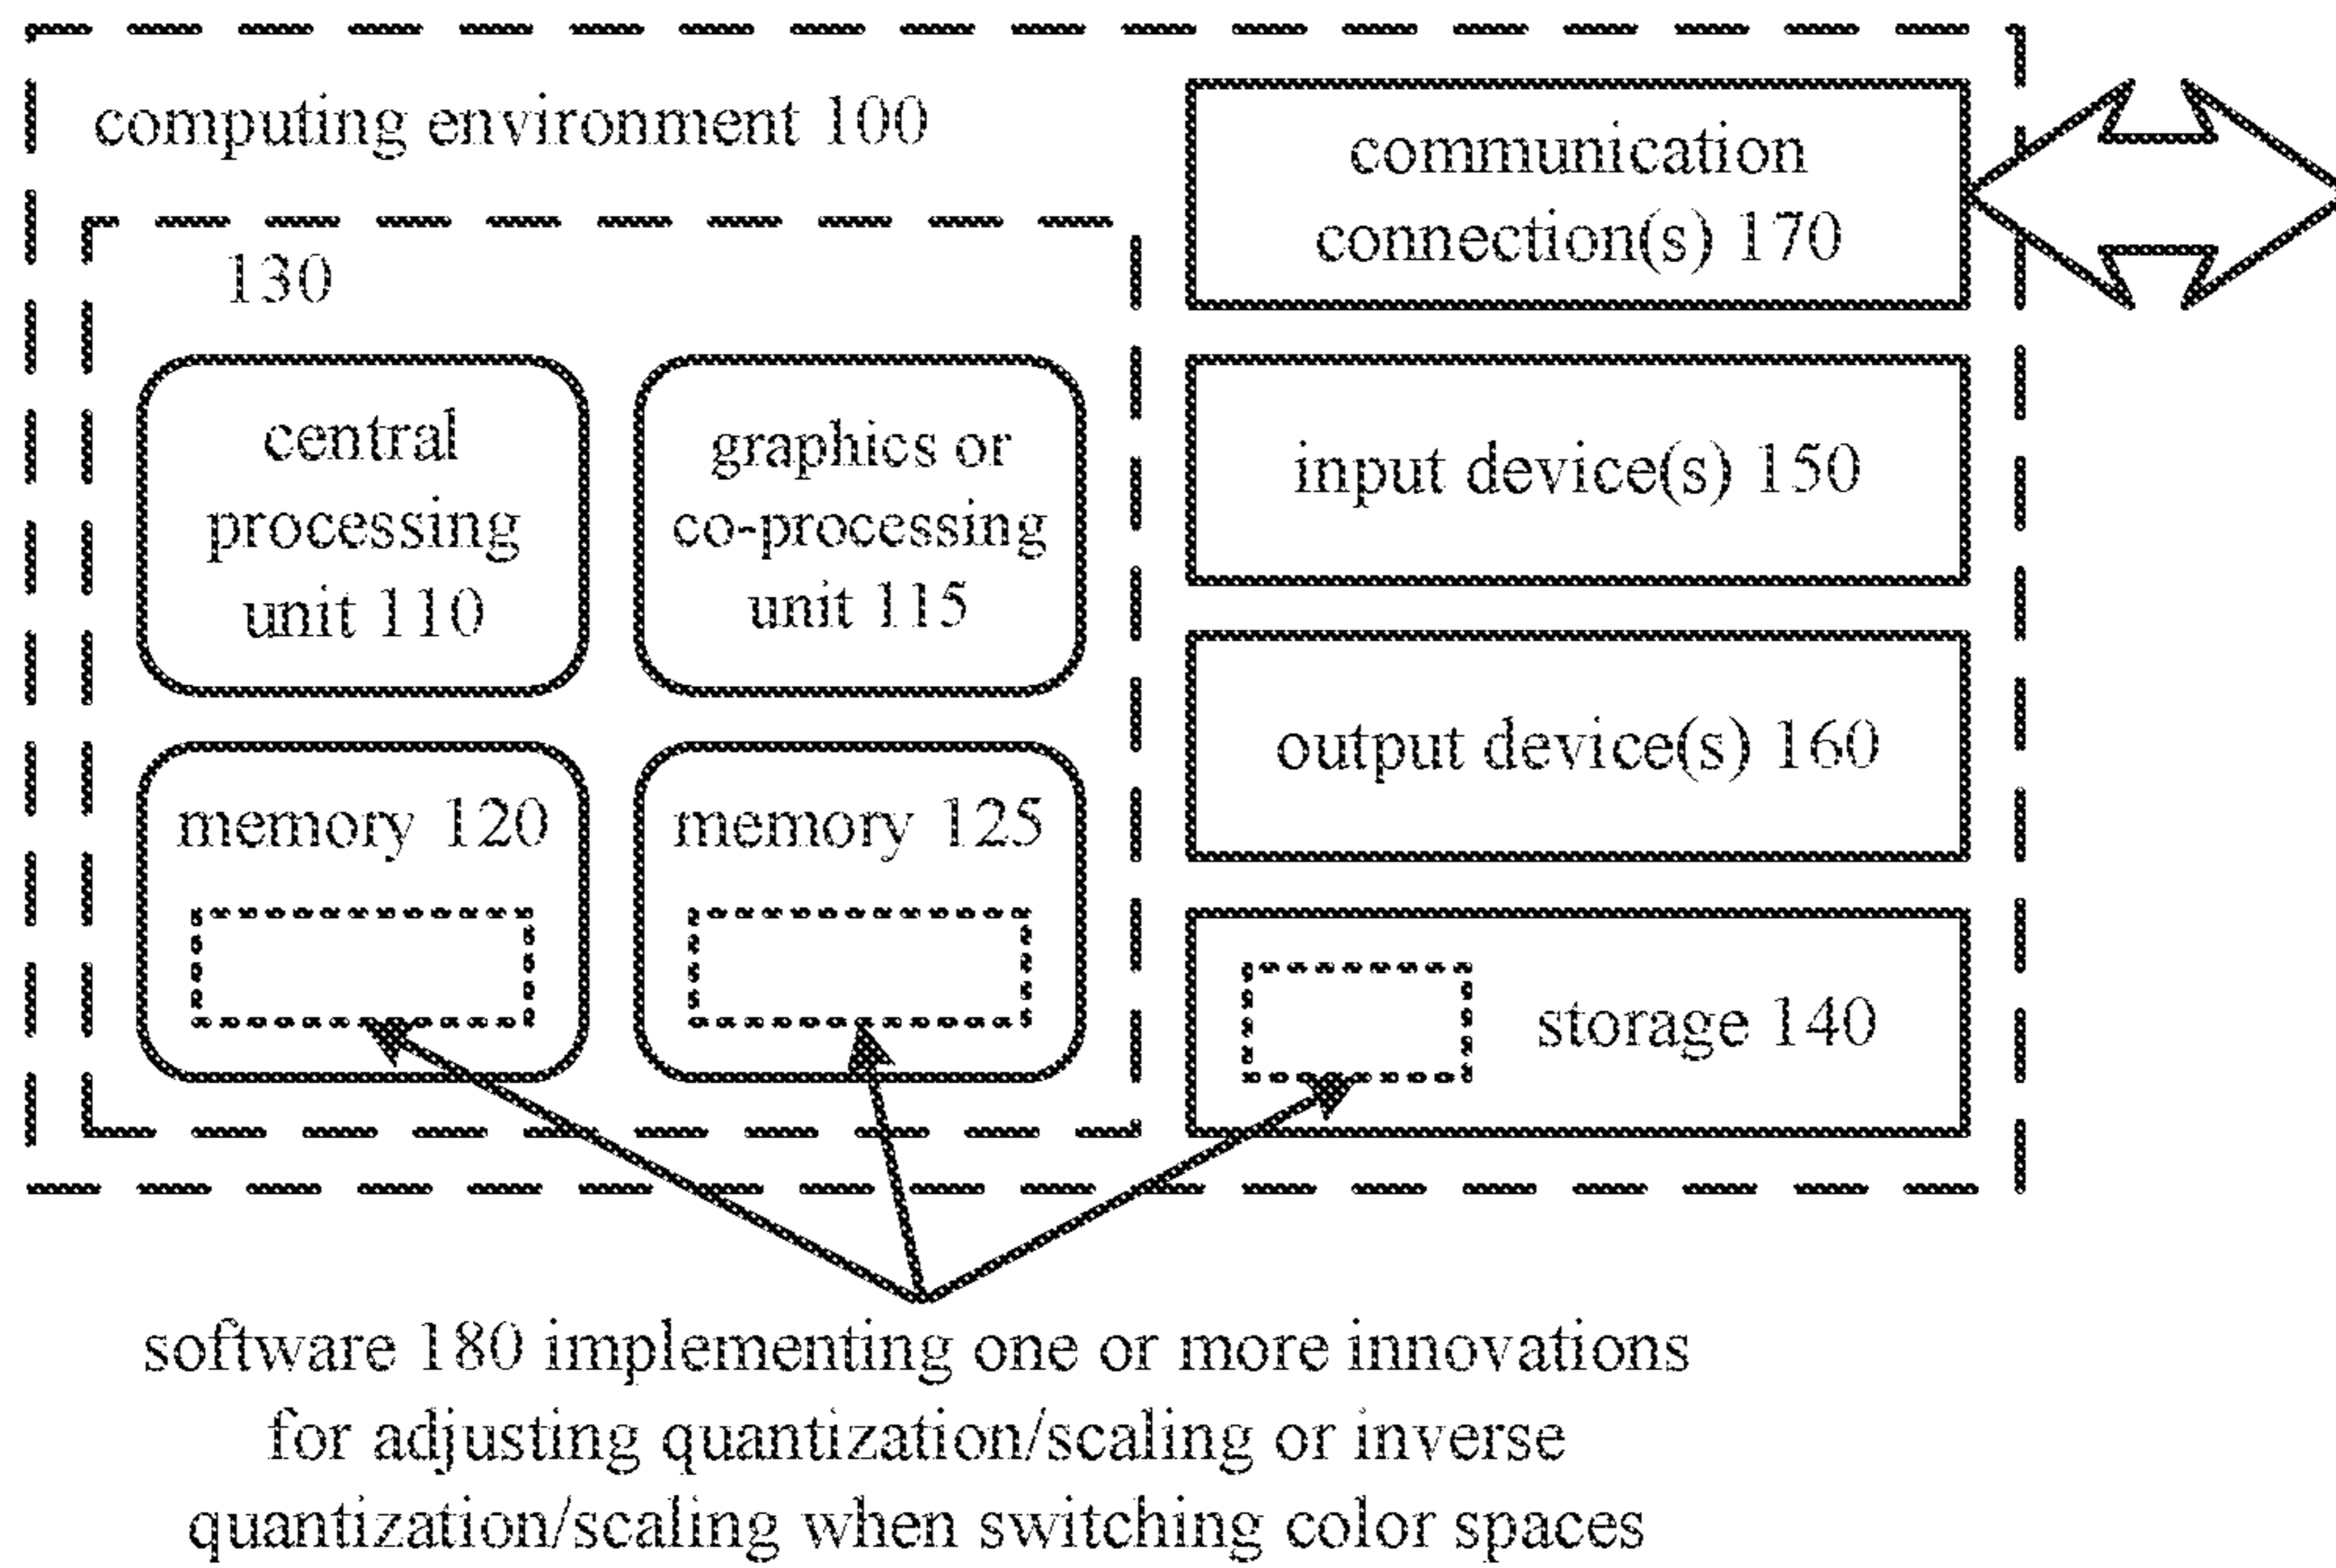 computing environment 100
130
central
processing
unit 110
graphics or
co-processing
unit 115
memory 120
memory 125
communication
connection(s) 170
input device(s) 150
output device(s) 160
storage 140
software 180 implementing one or more innovations
for adjusting quantization/scaling or inverse
quantization/scaling when switching color spaces